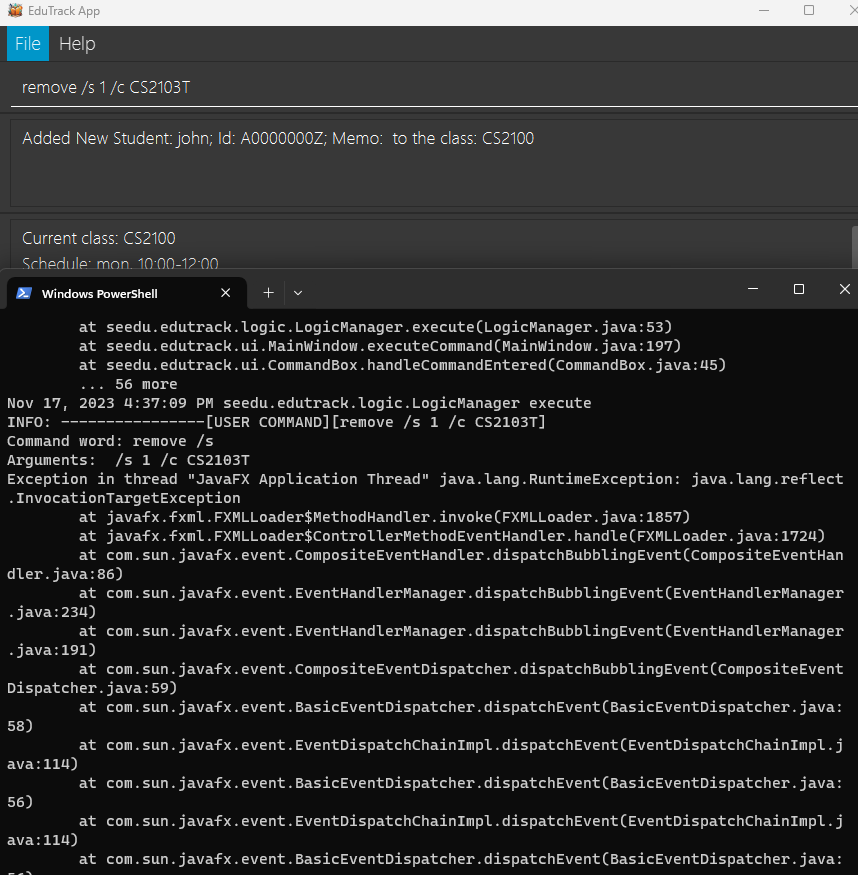 EduTrack App
File Help
remove /s 1 /c CS2103T
Added New Student: john; Id: A0000000Z; Memo:  to the class: CS2100
Current class: CS2100
Schedule: mon, 10:00-12:00
Windows PowerShell
at seedu.edutrack.logic.LogicManager.execute(LogicManager.java:53)
at seedu.edutrack.ui.MainWindow.executeCommand(MainWindow.java:197)
at seedu.edutrack.ui.CommandBox.handleCommandEntered(CommandBox.java:45)
... 56 more
Nov 17, 2023 4:37:09 PM seedu.edutrack.logic.LogicManager execute
INFO: ----------------[USER COMMAND][remove /s 1 /c CS2103T]
Command word: remove /s
Arguments:  /s 1 /c CS2103T
Exception in thread "JavaFX Application Thread" java.lang.RuntimeException: java.lang.reflect
.InvocationTargetException
at javafx.fxml.FXMLLoader$MethodHandler.invoke(FXMLLoader.java:1857)
at javafx.fxml.FXMLLoader$ControllerMethodEventHandler.handle(FXMLLoader.java:1724)
at com.sun.javafx.event.CompositeEventHandler.dispatchBubblingEvent(CompositeEventHan
dler.java:86)
at com.sun.javafx.event.EventHandlerManager.dispatchBubblingEvent(EventHandlerManager
.java:234)
at com.sun.javafx.event.EventHandlerManager.dispatchBubblingEvent(EventHandlerManager
.java:191)
at com.sun.javafx.event.CompositeEventDispatcher.dispatchBubblingEvent(CompositeEvent
Dispatcher.java:59)
at com.sun.javafx.event.BasicEventDispatcher.dispatchEvent(BasicEventDispatcher.java:
58)
at com.sun.javafx.event.EventDispatchChainImpl.dispatchEvent(EventDispatchChainImpl.j
ava:114)
at com.sun.javafx.event.BasicEventDispatcher.dispatchEvent(BasicEventDispatcher.java:
56)
at com.sun.javafx.event.EventDispatchChainImpl.dispatchEvent(EventDispatchChainImpl.j
ava:114)
at com.sun.javafx.event.BasicEventDispatcher.dispatchEvent(BasicEventDispatcher.java: